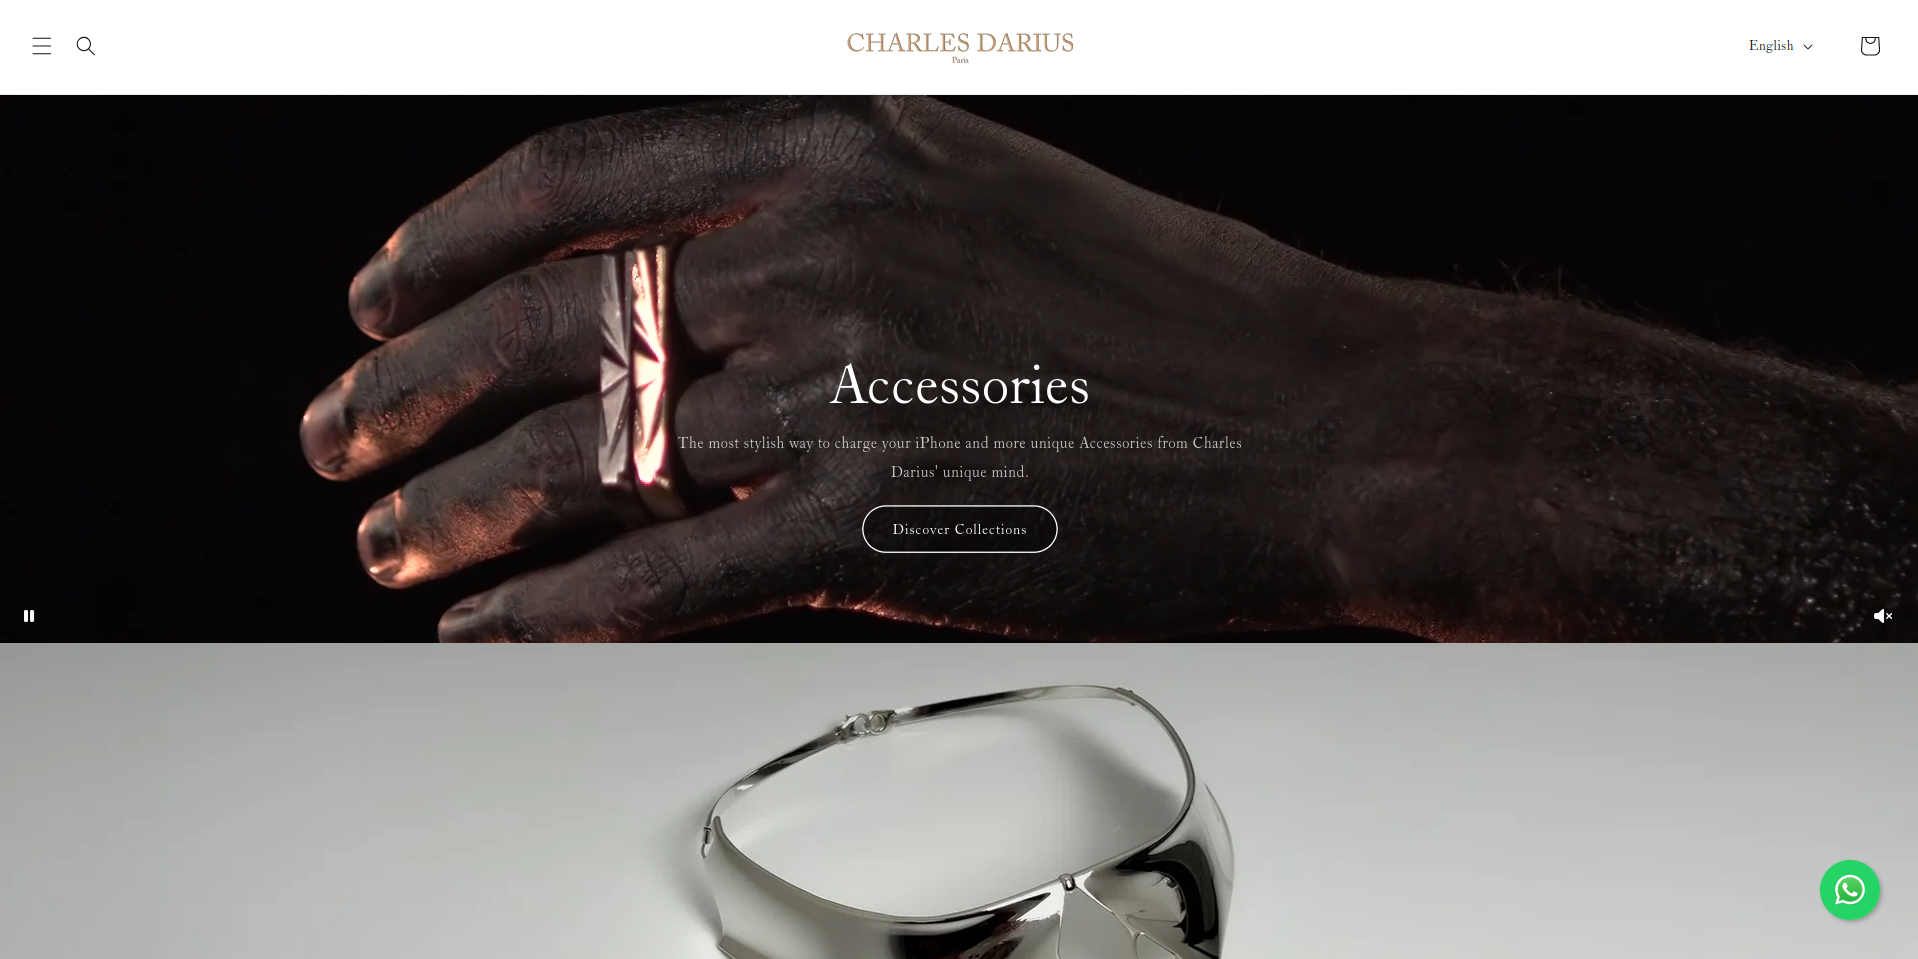 CHARLES DARIUS
Paris
English
Accessories
The most stylish way to charge your iPhone and more unique Accessories from Charles
Darius' unique mind.
Discover Collections